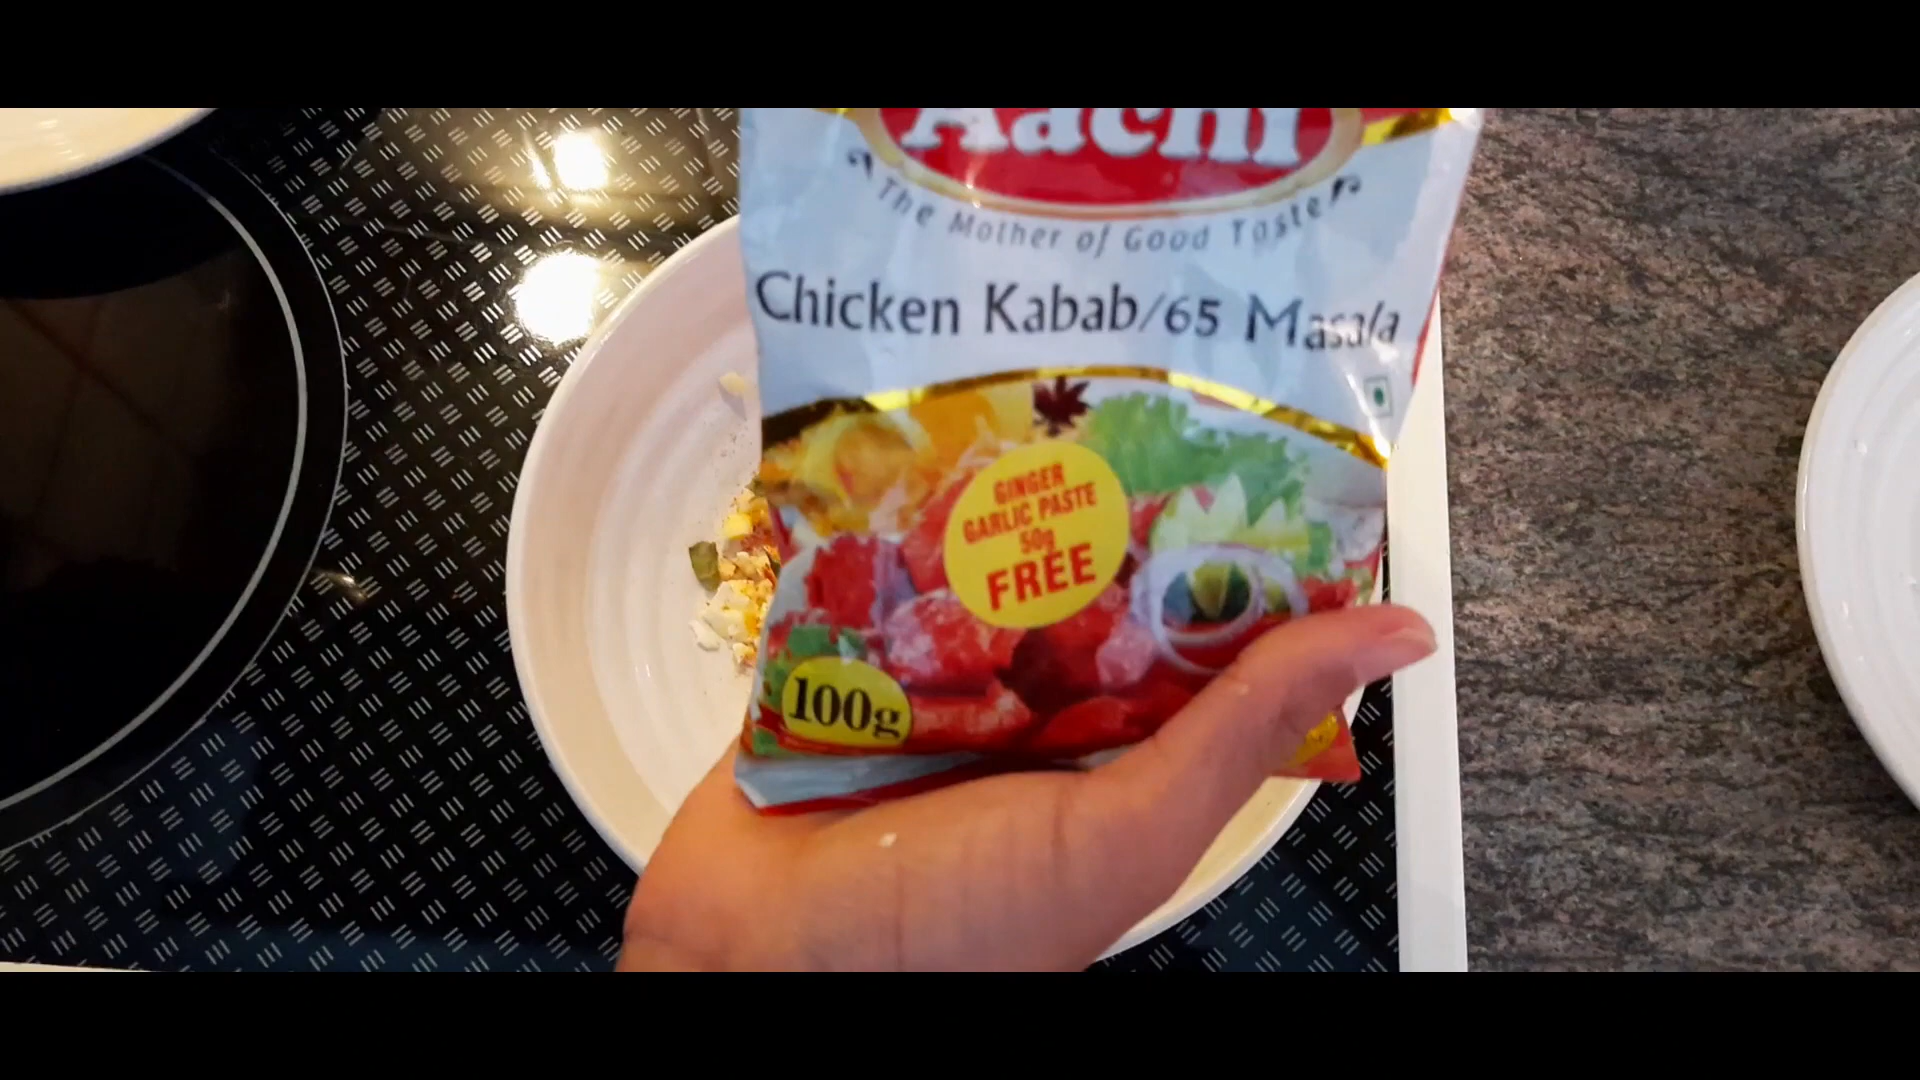 Aachi
The Mother of Good Taste
Chicken Kabab/65 Masala
GINGER
GARLIC PASTE
50g
FREE
100g